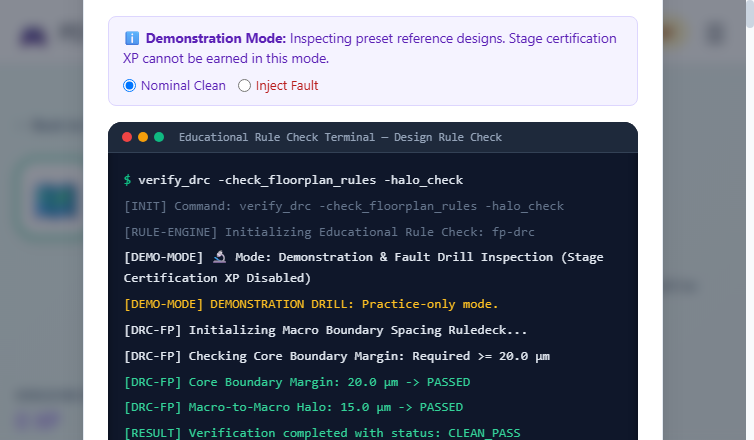 ℹ️ Demonstration Mode: Inspecting preset reference designs. Stage certification
XP cannot be earned in this mode.
Nominal Clean Inject Fault
Educational Rule Check Terminal — Design Rule Check
$ verify_drc -check_floorplan_rules -halo_check
[INIT] Command: verify_drc -check_floorplan_rules -halo_check
[RULE-ENGINE] Initializing Educational Rule Check: fp-drc
[DEMO-MODE] 🔬 Mode: Demonstration & Fault Drill Inspection (Stage
Certification XP Disabled)
[DEMO-MODE] DEMONSTRATION DRILL: Practice-only mode.
[DRC-FP] Initializing Macro Boundary Spacing Ruledeck...
[DRC-FP] Checking Core Boundary Margin: Required >= 20.0 μm
[DRC-FP] Core Boundary Margin: 20.0 μm -> PASSED
[DRC-FP] Macro-to-Macro Halo: 15.0 μm -> PASSED
[RESULT] Verification completed with status: CLEAN_PASS